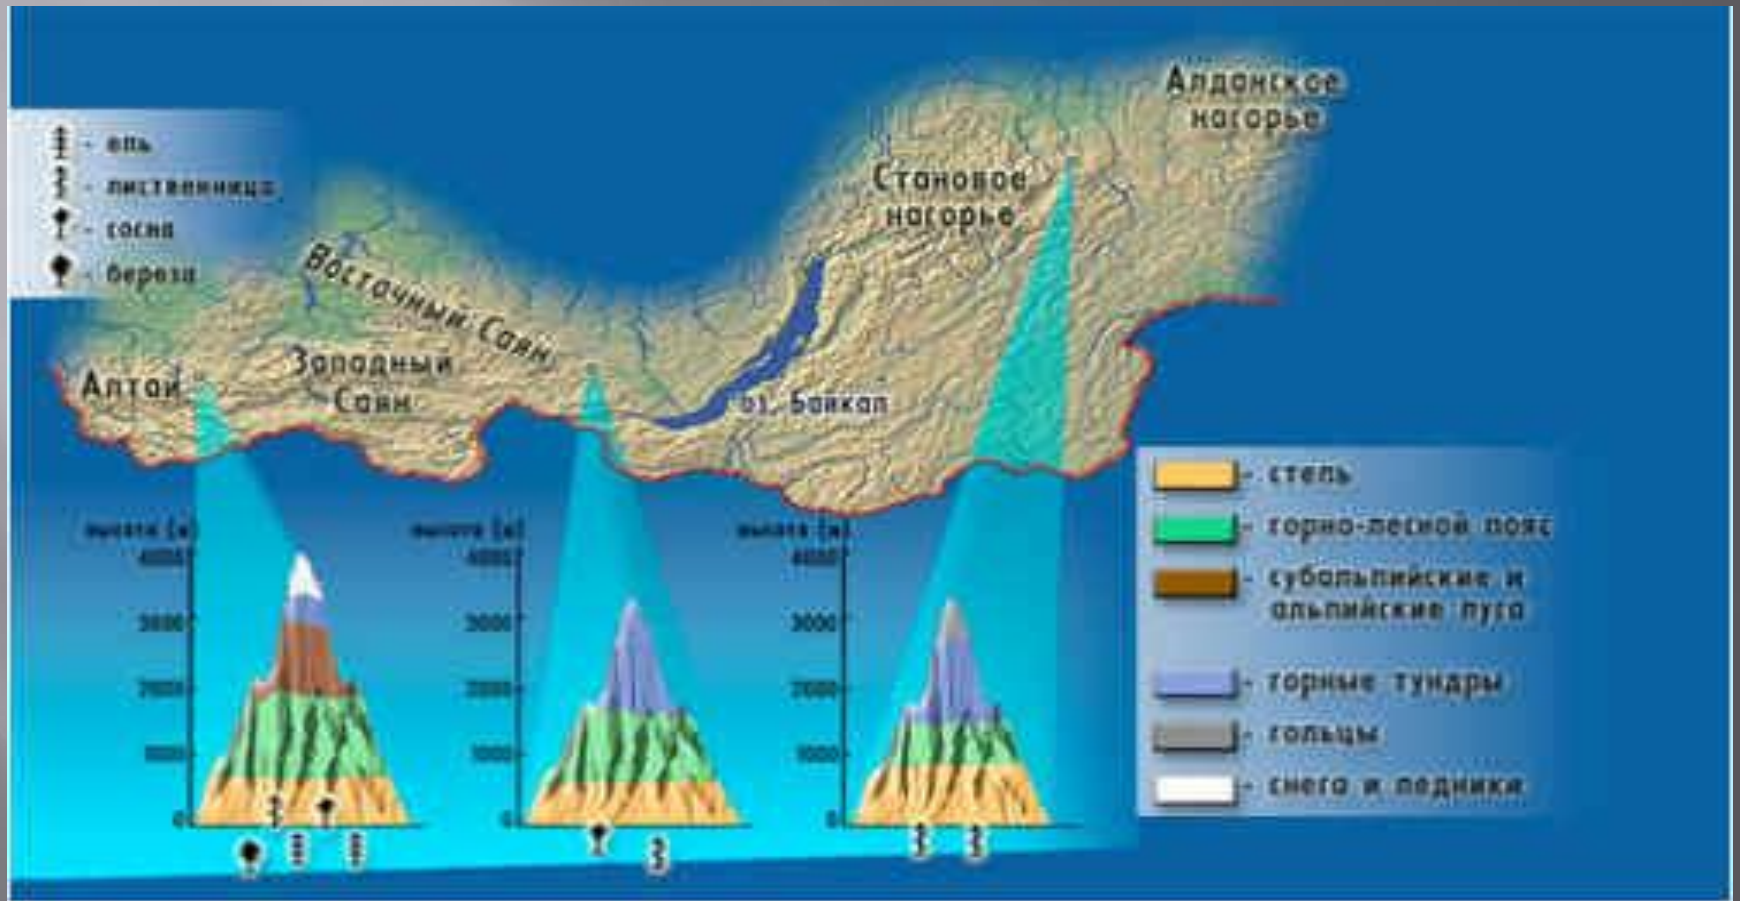 - ель
- лиственница
- сосна
- береза
Алданское
нагорье
Становое
нагорье
Восточный Саян
Западный
Саян
Алтай
оз. Байкал
высота (м)
4000
3000
2000
1000
0
высота (м)
4000
3000
2000
1000
0
высота (м)
4000
3000
2000
1000
0
- степь
- горно-лесной пояс
- субальпийские и
альпийские луга
- горные тундры
- гольцы
- снега и ледники